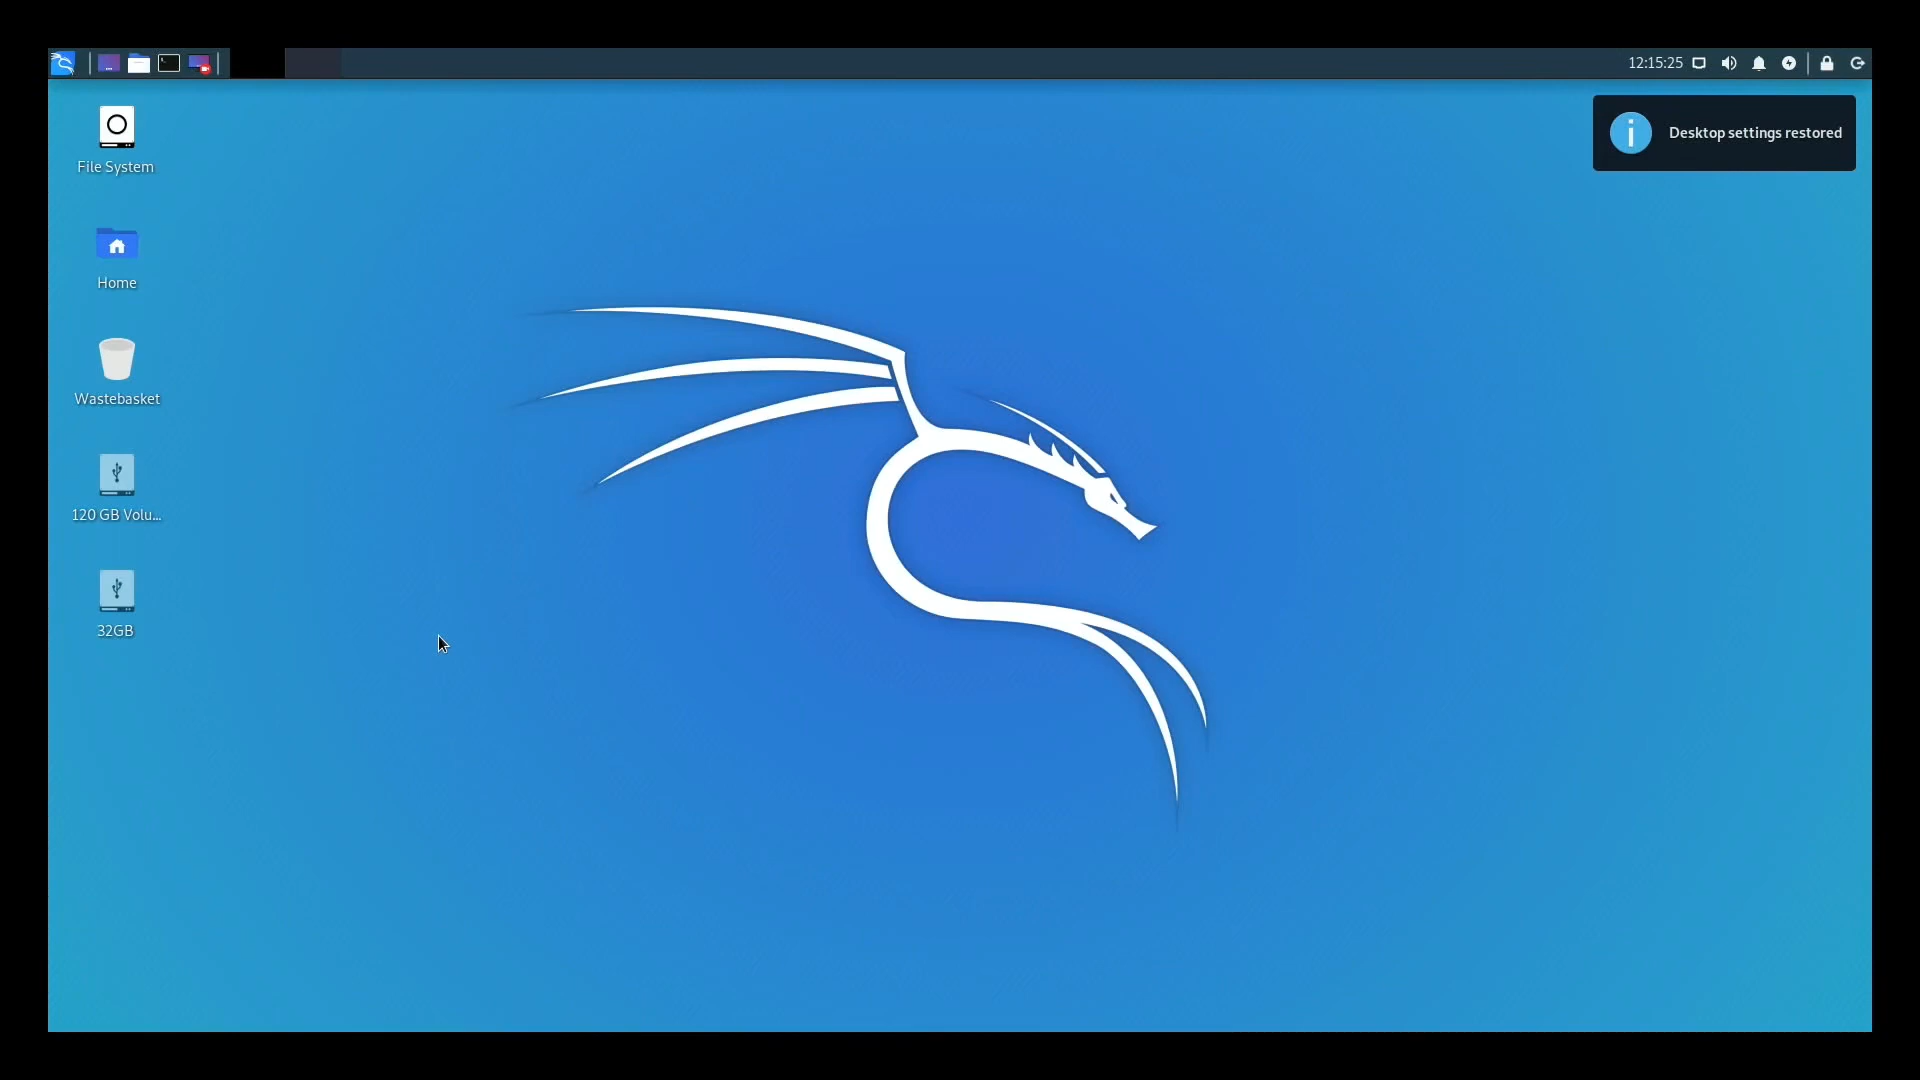 12:15:25
Desktop settings restored
File System
Home
Wastebasket
120 GB Volu...
32GB